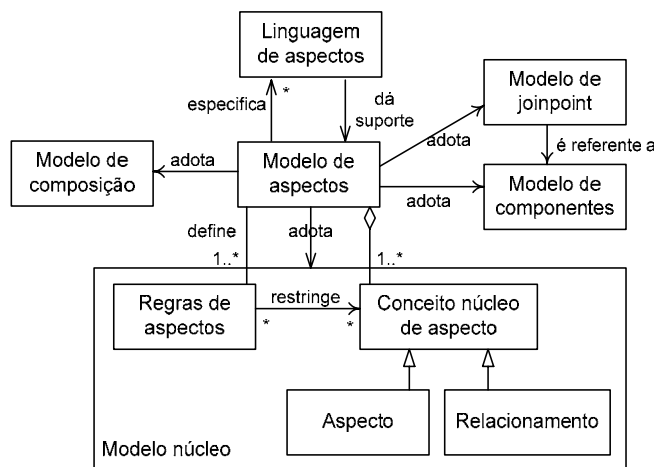 Linguagem
de aspectos
especifica
*
dá
suporte
Modelo de
joinpoint
adota
é referente a
Modelo de
composição
adota
Modelo de
aspectos
adota
Modelo de
componentes
define
adota
1..*
1..*
Regras de
aspectos
restringe
*
*
Conceito núcleo
de aspecto
Aspecto
Relacionamento
Modelo núcleo